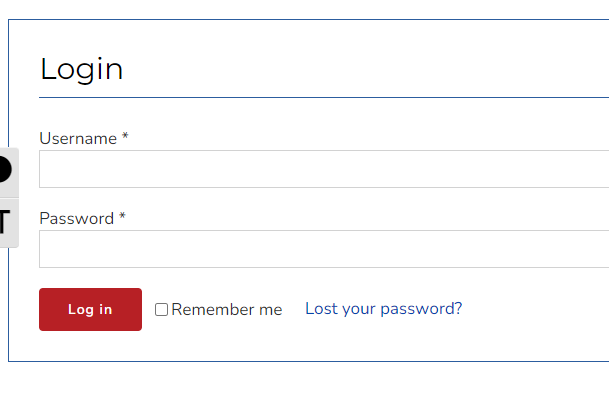 Login
Username *
Password *
Log in Remember me Lost your password?
T